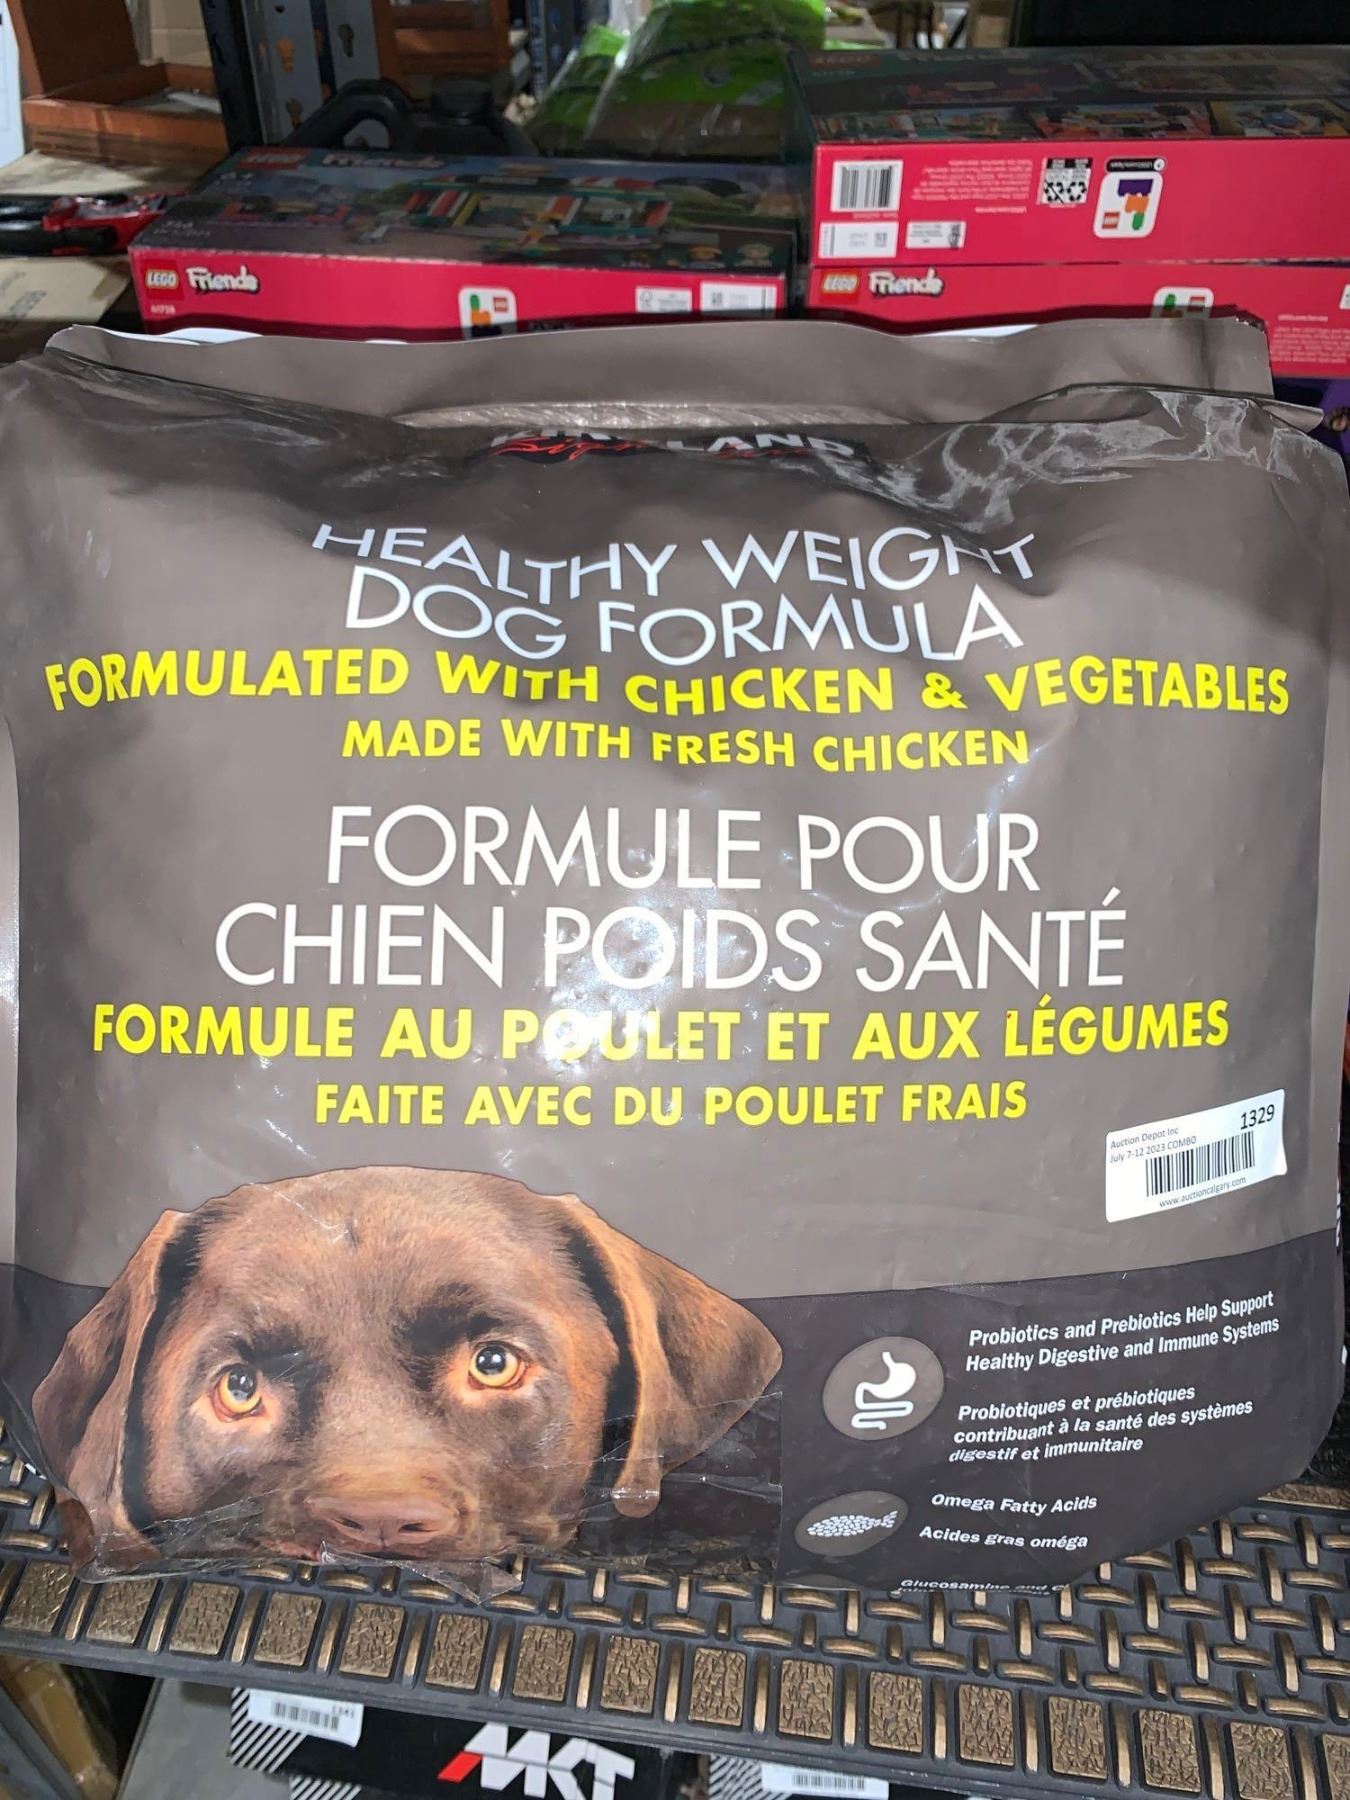 LEGO Friends
LEGO Friends
HEALTHY WEIGHT
DOG FORMULA
FORMULATED WITH CHICKEN & VEGETABLES
MADE WITH FRESH CHICKEN
FORMULE POUR
CHIEN POIDS SANTÉ
FORMULE AU POULET ET AUX LÉGUMES
FAITE AVEC DU POULET FRAIS
Auction Depot Inc
1329
July 7-12 2023 COMBO
www.auctioncalgary.com
Probiotics and Prebiotics Help Support
Healthy Digestive and Immune Systems
Probiotiques et prébiotiques
contribuant à la santé des systèmes
digestif et immunitaire
Omega Fatty Acids
Acides gras oméga
Glucosamine and